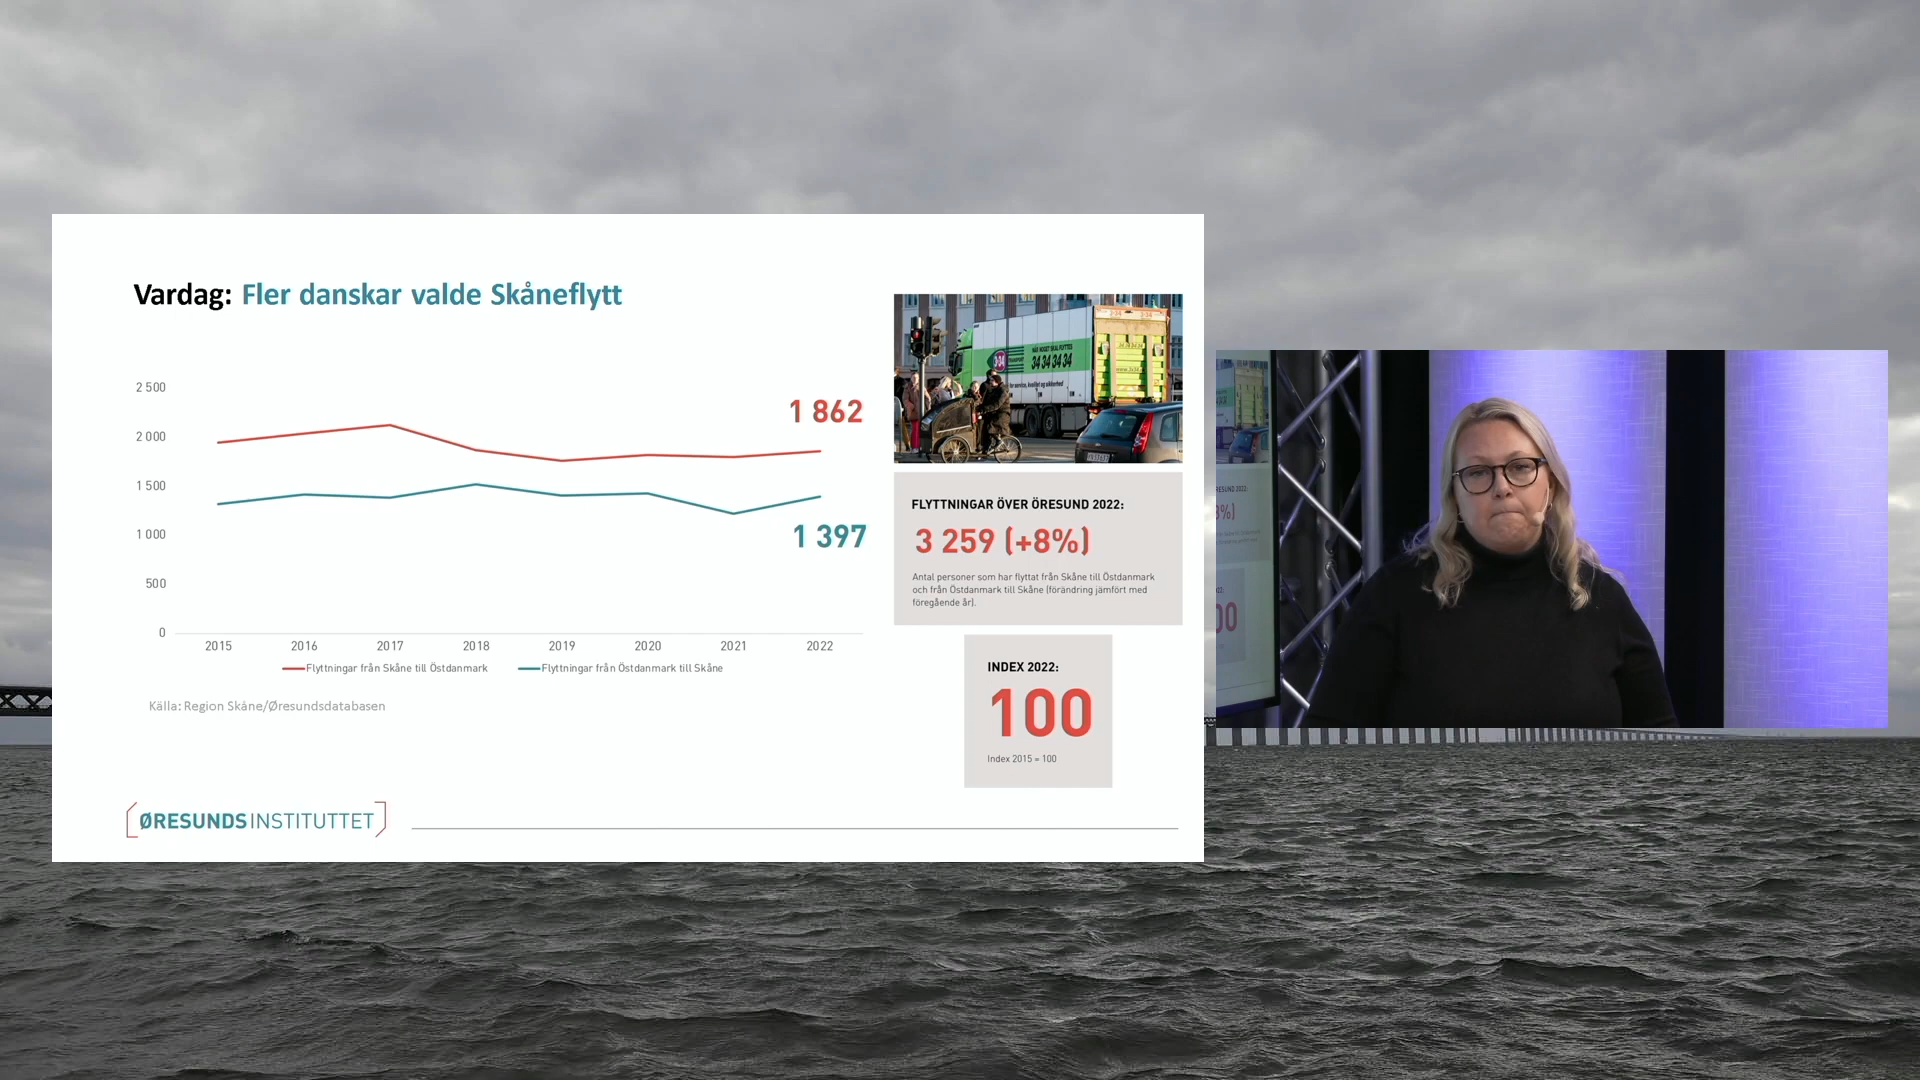 Vardag: Fler danskar valde Skåneflytt
2 500
2 000
1 500
1 000
500
0
1 862
1 397
2015 2016 2017 2018 2019 2020 2021 2022
Flyttningar från Skåne till Östdanmark Flyttningar från Östdanmark till Skåne
Källa: Region Skåne/Øresundsdatabasen
3·34
34 34 34 34
FLYTTNINGAR ÖVER ÖRESUND 2022:
3 259 (+8%)
Antal personer som har flyttat från Skåne till Östdanmark
och från Östdanmark till Skåne (förändring jämfört med
föregående år).
INDEX 2022:
100
Index 2015 = 100
ØRESUNDSINSTITUTTET